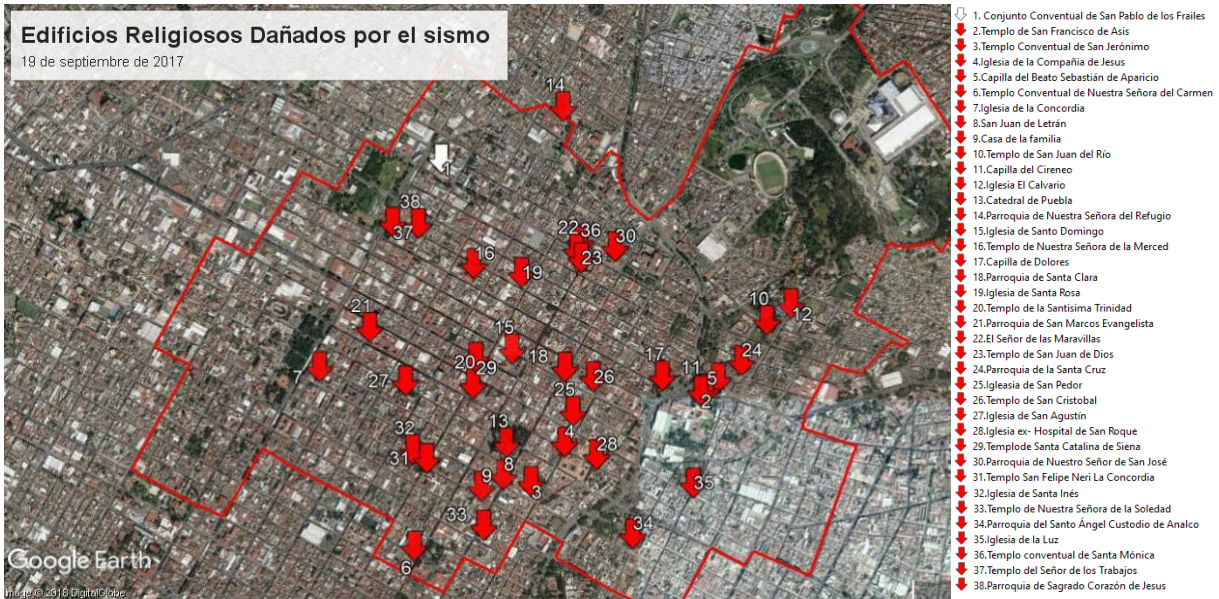 Edificios Religiosos Dañados por el sismo
19 de septiembre de 2017
14
1
38
37
22
36
30
23
16
19
10
12
21
15
7
20
29
18
17
24
27
26
11
5
25
2
32
13
4
28
31
8
9
3
35
33
34
6
Google Earth
Image © 2018 DigitalGlobe
1. Conjunto Conventual de San Pablo de los Frailes
2.Templo de San Francisco de Asis
3.Templo Conventual de San Jerónimo
4.Iglesia de la Compañia de Jesus
5.Capilla del Beato Sebastián de Aparicio
6.Templo Conventual de Nuestra Señora del Carmen
7.Iglesia de la Concordia
8.San Juan de Letrán
9.Casa de la familia
10.Templo de San Juan del Río
11.Capilla del Cireneo
12.Iglesia El Calvario
13.Catedral de Puebla
14.Parroquia de Nuestra Señora del Refugio
15.Iglesia de Santo Domingo
16.Templo de Nuestra Señora de la Merced
17.Capilla de Dolores
18.Parroquia de Santa Clara
19.Iglesia de Santa Rosa
20.Templo de la Santisima Trinidad
21.Parroquia de San Marcos Evangelista
22.El Señor de las Maravillas
23.Templo de San Juan de Dios
24.Parroquia de la Santa Cruz
25.Igleasia de San Pedor
26.Templo de San Cristobal
27.Iglesia de San Agustín
28.Iglesia ex- Hospital de San Roque
29.Templode Santa Catalina de Siena
30.Parroquia de Nuestro Señor de San José
31.Templo San Felipe Neri La Concordia
32.Iglesia de Santa Inés
33.Templo de Nuestra Señora de la Soledad
34.Parroquia del Santo Ángel Custodio de Analco
35.Iglesia de la Luz
36.Templo conventual de Santa Mónica
37.Templo del Señor de los Trabajos
38.Parroquia de Sagrado Corazón de Jesus